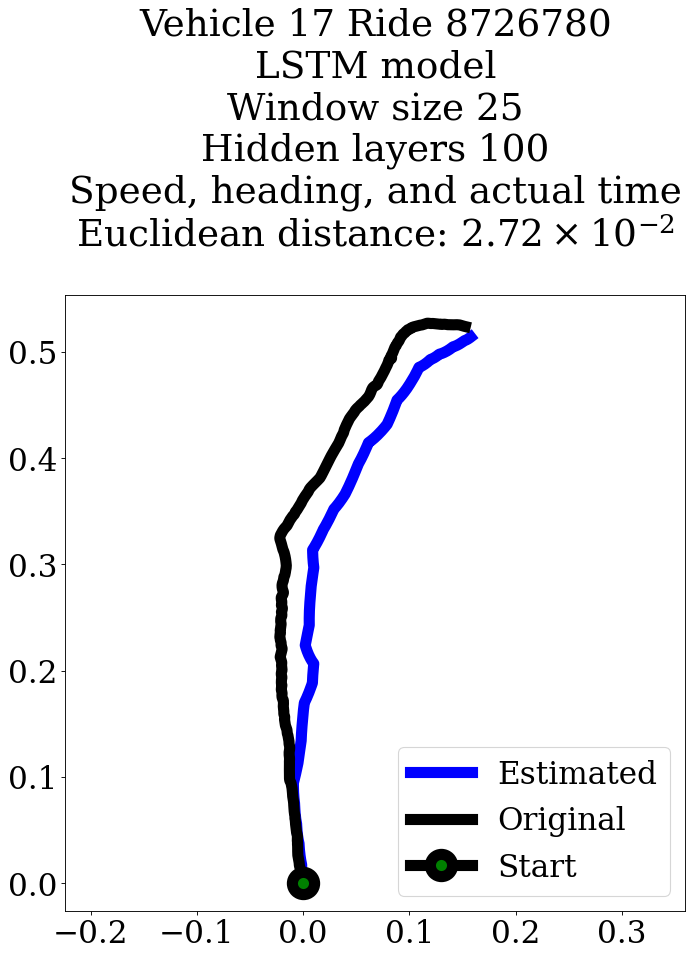 Vehicle 17 Ride 8726780
LSTM model
Window size 25
Hidden layers 100
Speed, heading, and actual time
Euclidean distance: 2.72 × 10⁻²
0.5
0.4
0.3
0.2
0.1
0.0
Estimated
Original
Start
−0.2 −0.1 0.0 0.1 0.2 0.3